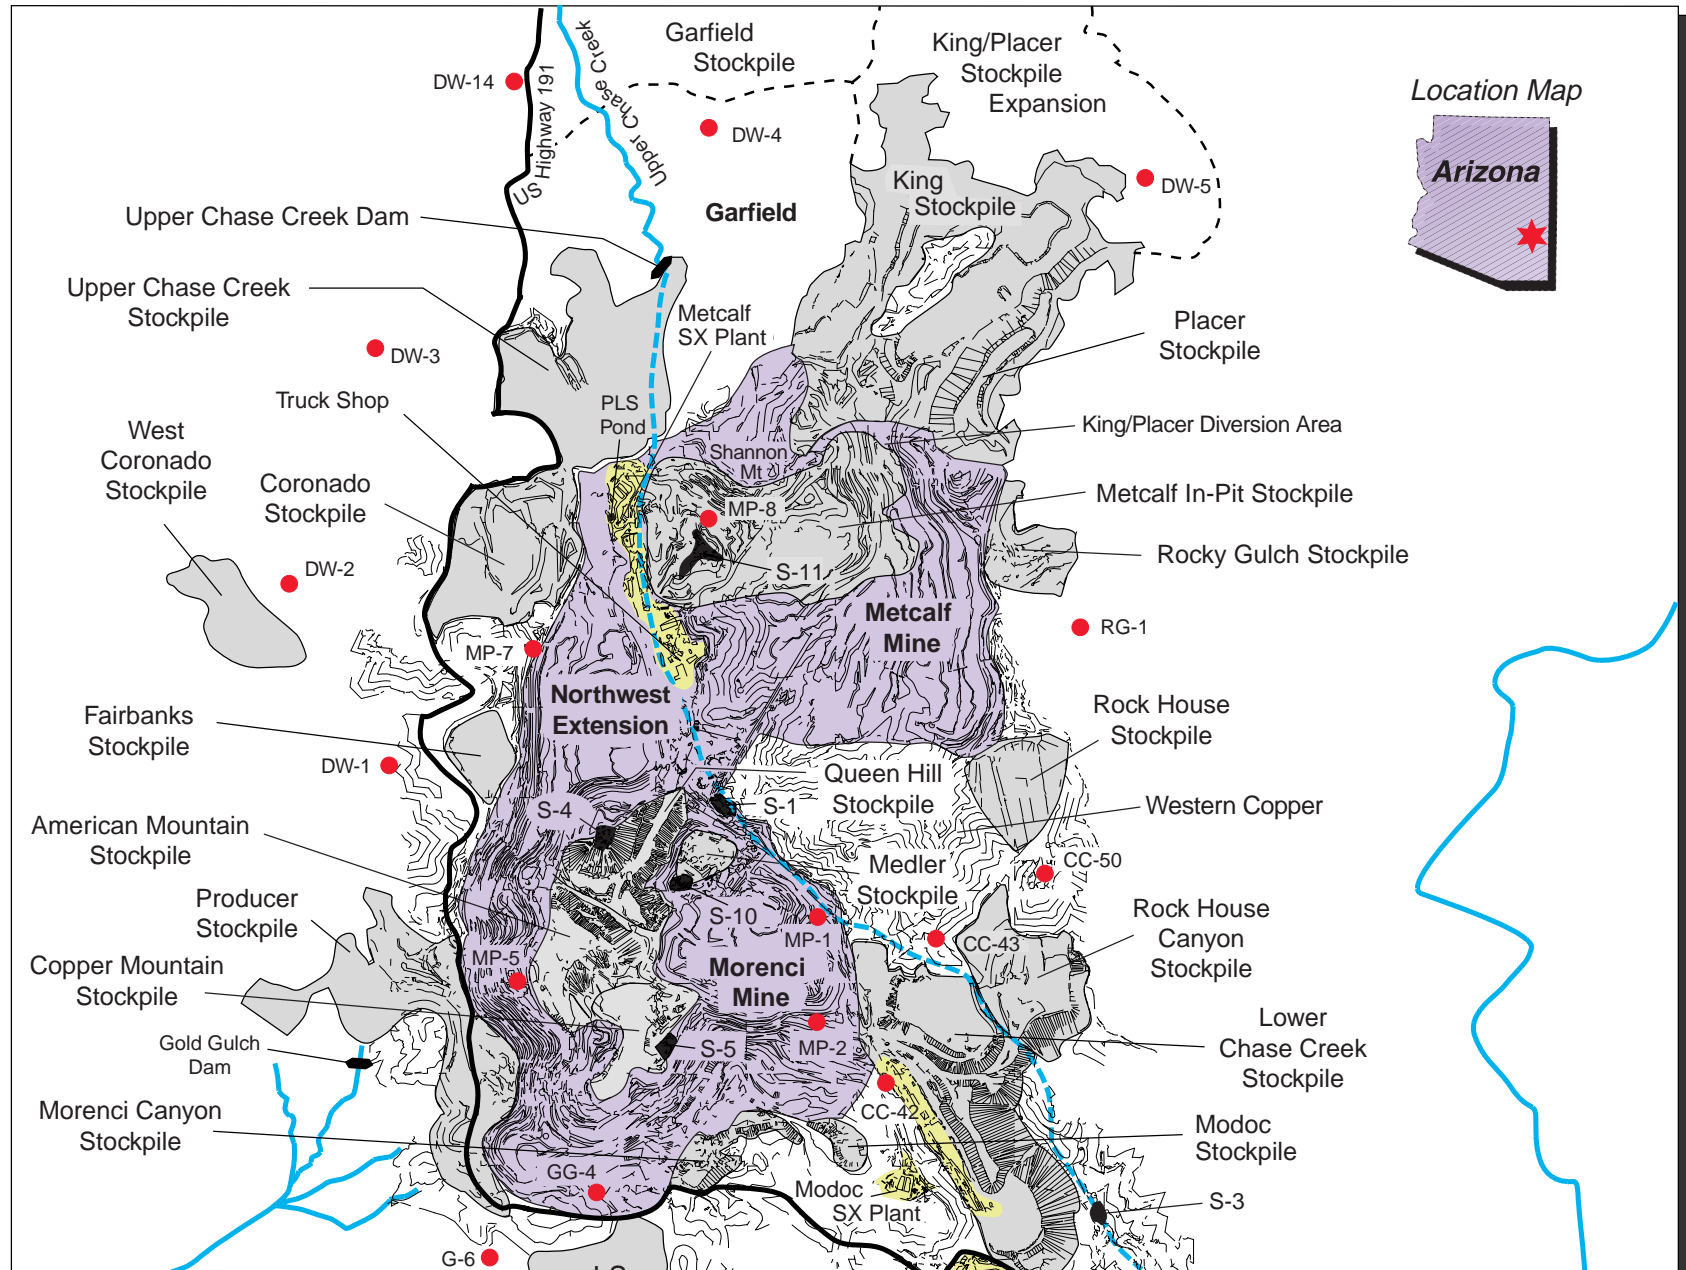 Garfield
Stockpile
King/Placer
Stockpile
Expansion
Location Map
Arizona
DW-14
US Highway 191
Upper Chase Creek
DW-4
DW-5
King
Stockpile
Garfield
Upper Chase Creek Dam
Upper Chase Creek
Stockpile
Metcalf
SX Plant
Placer
Stockpile
DW-3
Truck Shop
PLS
Pond
King/Placer Diversion Area
West
Coronado
Stockpile
Shannon
Mt
Coronado
Stockpile
Metcalf In-Pit Stockpile
MP-8
Rocky Gulch Stockpile
DW-2
S-11
Metcalf
Mine
RG-1
MP-7
Northwest
Extension
Rock House
Stockpile
Fairbanks
Stockpile
DW-1
Queen Hill
Stockpile
S-4
S-1
Western Copper
American Mountain
Stockpile
Medler
Stockpile
CC-50
Producer
Stockpile
S-10
Rock House
Canyon
Stockpile
MP-1
CC-43
MP-5
Morenci
Mine
Copper Mountain
Stockpile
Lower
Chase Creek
Stockpile
Gold Gulch
Dam
S-5
MP-2
Morenci Canyon
Stockpile
CC-42
Modoc
Stockpile
GG-4
Modoc
SX Plant
S-3
G-6